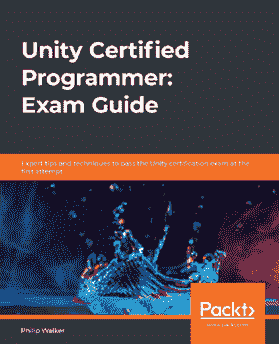 Unity Certified
Programmer:
Exam Guide
Expert tips and techniques to pass the Unity certification exam at the
first attempt
Philip Walker
Packt>